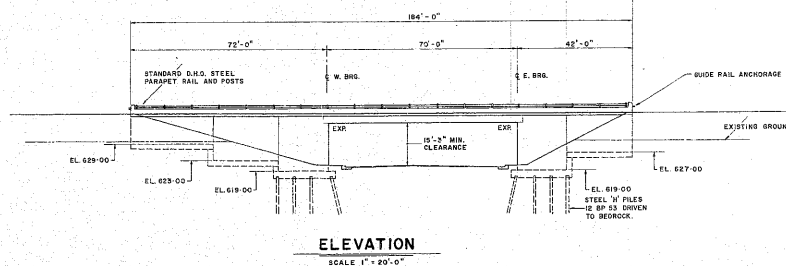 184'-0"
72'-0"
70'-0"
42'-0"
STANDARD D.H.O. STEEL
PARAPET RAIL AND POSTS
℄ W. BRG.
℄ E. BRG.
GUIDE RAIL ANCHORAGE
EXP.
EXP.
EXISTING GROUN
15'-2" MIN.
CLEARANCE
EL. 629·00
EL. 623·00
EL. 619·00
EL. 627·00
EL. 619·00
STEEL 'H' PILES
12 BP 53 DRIVEN
TO BEDROCK.
ELEVATION
SCALE 1" = 20'-0"